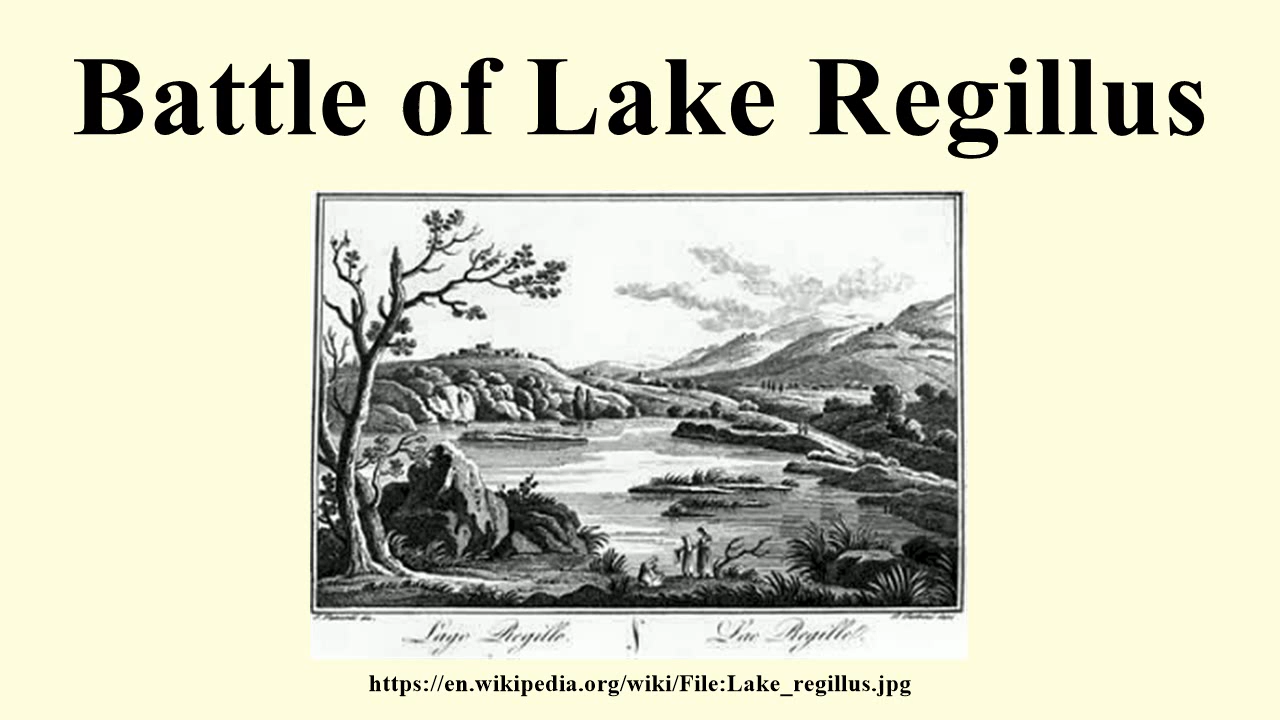 Battle of Lake Regillus
Lago Regillo. Lac Regille.
https://en.wikipedia.org/wiki/File:Lake_regillus.jpg